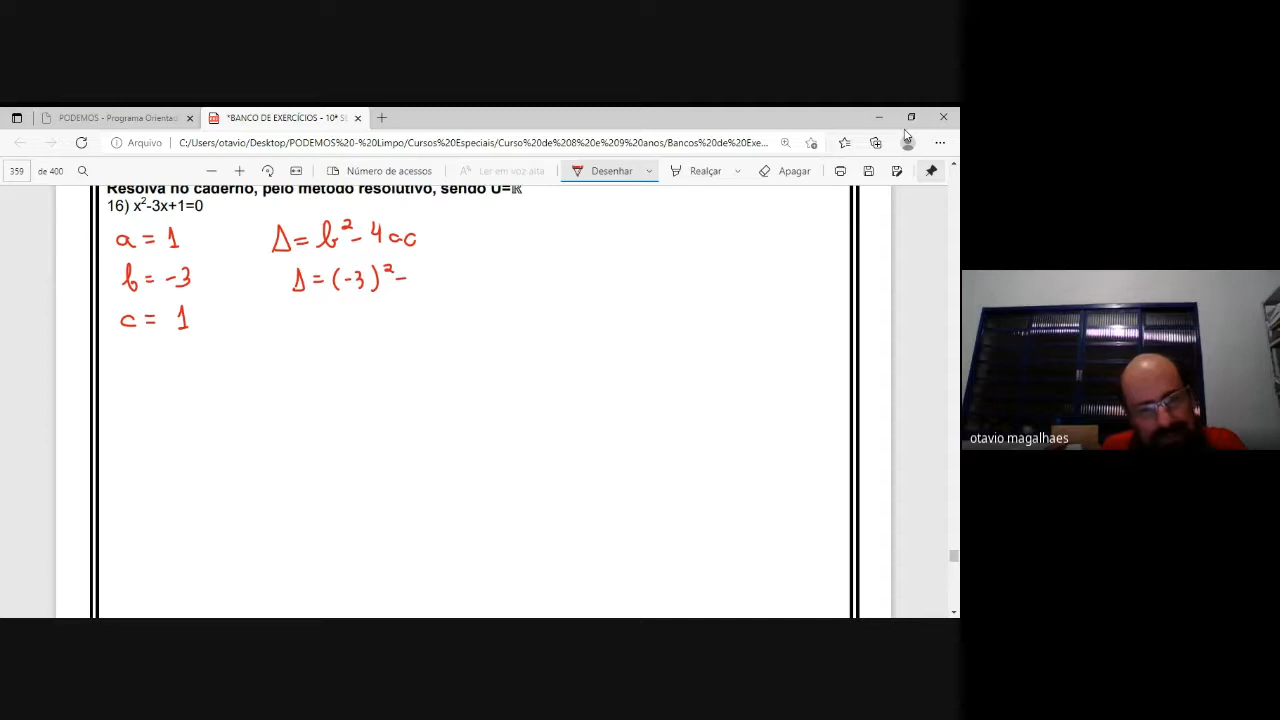 PODEMOS - Programa Orientad
*BANCO DE EXERCÍCIOS - 10ª SÉ
Arquivo C:/Users/otavio/Desktop/PODEMOS%20-%20Limpo/Cursos%20Especiais/Curso%20de%208%20e%209%20anos/Bancos%20de%20Exe...
359 de 400 Número de acessos Ler em voz alta Desenhar Realçar Apagar
Resolva no caderno, pelo método resolutivo, sendo U=ℝ
16) x²-3x+1=0
a = 1 Δ = b² - 4ac
b = -3 Δ = (-3)² -
c = 1
otavio magalhaes